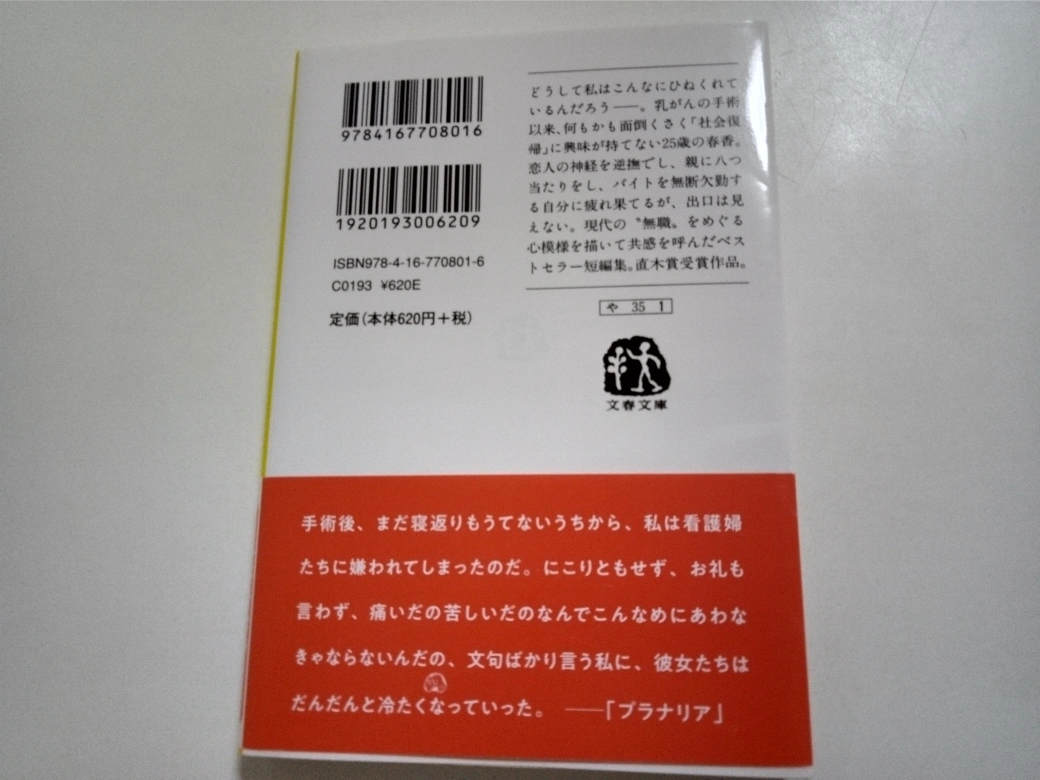 9784167708016
1920193006209
ISBN978-4-16-770801-6
C0193 ¥620E
定価(本体620円+税)
どうして私はこんなにひねくれて
いるんだろう――。乳がんの手術
以来、何もかも面倒くさく「社会復
帰」に興味が持てない25歳の春香。
恋人の神経を逆撫でし、親に八つ
当たりをし、バイトを無断欠勤す
る自分に疲れ果てるが、出口は見
えない。現代の〝無職〟をめぐる
心模様を描いて共感を呼んだベス
トセラー短編集。直木賞受賞作品。
や 35 1
文春文庫
手術後、まだ寝返りもうてないうちから、私は看護婦
たちに嫌われてしまったのだ。にこりともせず、お礼も
言わず、痛いだの苦しいだのなんでこんなめにあわな
きゃならないんだの、文句ばかり言う私に、彼女たちは
だんだんと冷たくなっていった。 ――「プラナリア」